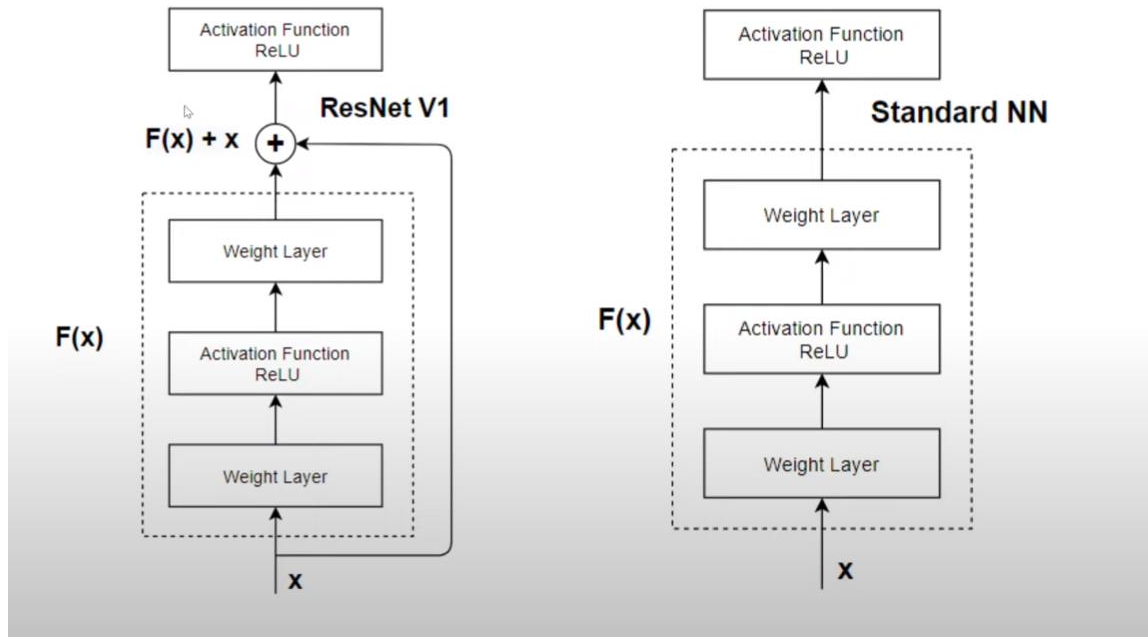 Activation Function
ReLU
ResNet V1
F(x) + x
+
Weight Layer
F(x)
Activation Function
ReLU
Weight Layer
x
Activation Function
ReLU
Standard NN
Weight Layer
F(x)
Activation Function
ReLU
Weight Layer
x